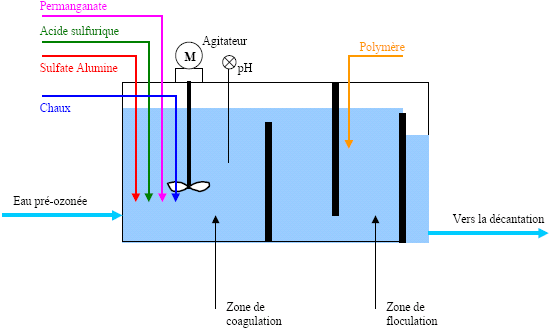 Permanganate
Acide sulfurique
Agitateur
M
Polymère
Sulfate Alumine
pH
Chaux
Eau pré-ozonée
Vers la décantation
Zone de
coagulation
Zone de
floculation